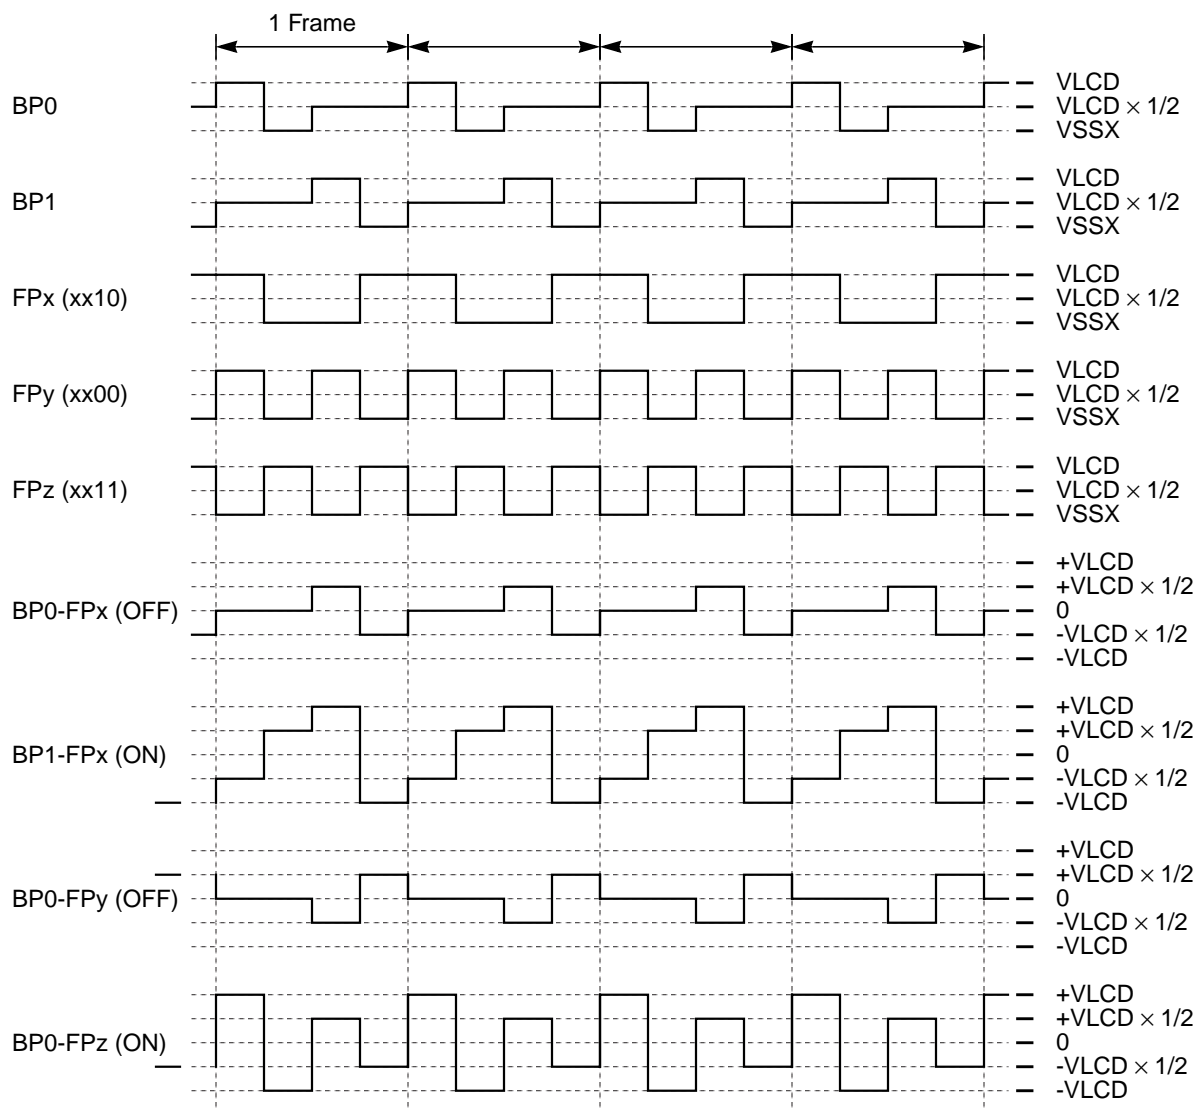 1 Frame
BP0
VLCD
VLCD × 1/2
VSSX
BP1
VLCD
VLCD × 1/2
VSSX
FPx (xx10)
VLCD
VLCD × 1/2
VSSX
FPy (xx00)
VLCD
VLCD × 1/2
VSSX
FPz (xx11)
VLCD
VLCD × 1/2
VSSX
BP0-FPx (OFF)
+VLCD
+VLCD × 1/2
0
-VLCD × 1/2
-VLCD
BP1-FPx (ON)
+VLCD
+VLCD × 1/2
0
-VLCD × 1/2
-VLCD
BP0-FPy (OFF)
+VLCD
+VLCD × 1/2
0
-VLCD × 1/2
-VLCD
BP0-FPz (ON)
+VLCD
+VLCD × 1/2
0
-VLCD × 1/2
-VLCD